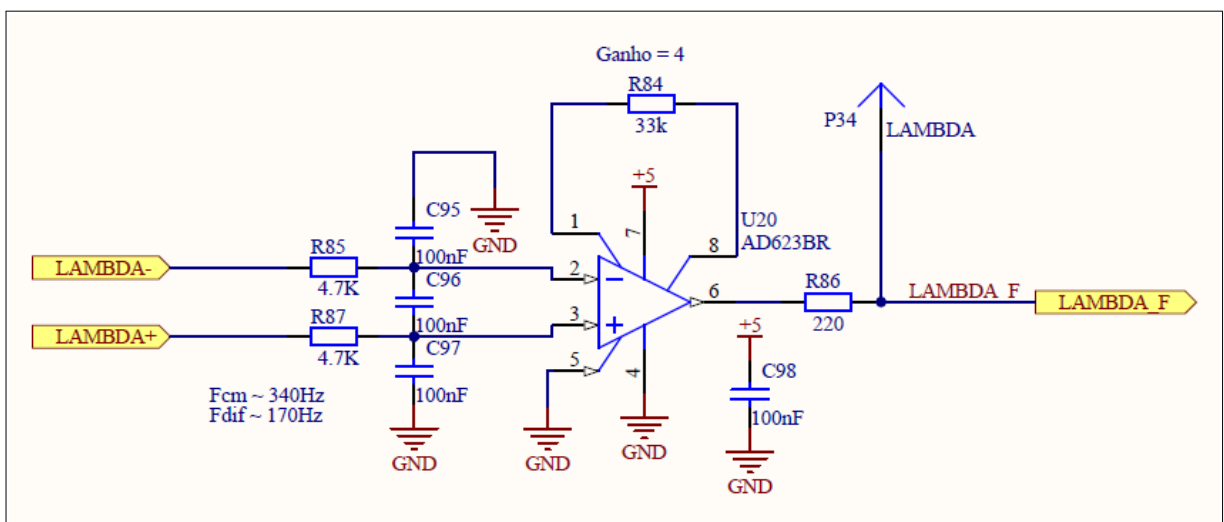 Ganho = 4
R84
33k
P34
LAMBDA
+5
C95
GND
1
7
U20
8
AD623BR
100nF
LAMBDA-
R85
4.7K
2
C96
6
R86
LAMBDA_F
LAMBDA_F
100nF
3
220
LAMBDA+
R87
4.7K
C97
5
4
+5
C98
Fcm ~ 340Hz
Fdif ~ 170Hz
100nF
100nF
GND
GND
GND
GND